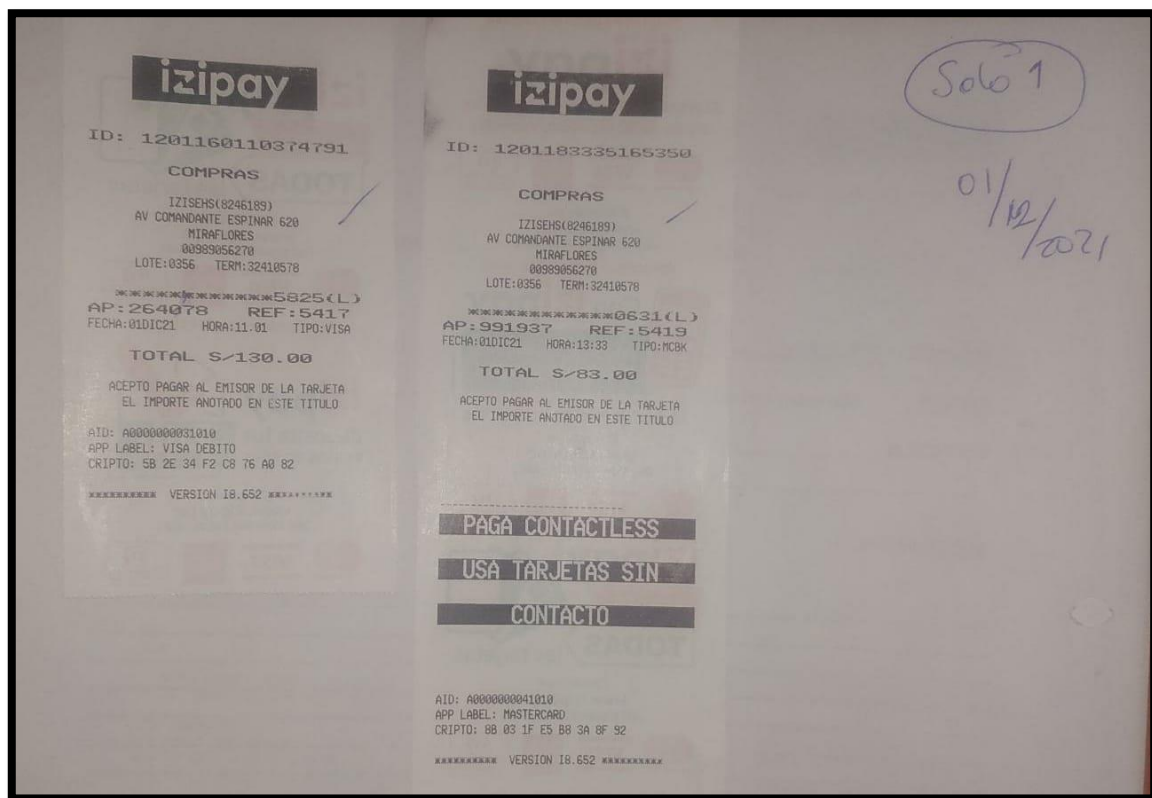 izipay
ID: 1201160110374791
COMPRAS
IZISEHS(8246189)
AV COMANDANTE ESPINAR 620
MIRAFLORES
00989056270
LOTE:0356 TERM:32410578
************5825(L)
AP:264078 REF:5417
FECHA:01DIC21 HORA:11.01 TIPO:VISA
TOTAL S/130.00
ACEPTO PAGAR AL EMISOR DE LA TARJETA
EL IMPORTE ANOTADO EN ESTE TITULO
AID: A0000000031010
APP LABEL: VISA DEBITO
CRIPTO: 5B 2E 34 F2 C8 76 A0 82
********** VERSION I8.652 **********
izipay
ID: 1201183335165350
COMPRAS
IZISEHS(8246189)
AV COMANDANTE ESPINAR 620
MIRAFLORES
00989056270
LOTE:0356 TERM:32410578
************0631(L)
AP:991937 REF:5419
FECHA:01DIC21 HORA:13:33 TIPO:MCBK
TOTAL S/83.00
ACEPTO PAGAR AL EMISOR DE LA TARJETA
EL IMPORTE ANOTADO EN ESTE TITULO
PAGA CONTACTLESS
USA TARJETAS SIN
CONTACTO
AID: A0000000041010
APP LABEL: MASTERCARD
CRIPTO: 8B 03 1F E5 B8 3A 8F 92
********** VERSION I8.652 **********
1
01/12/2021